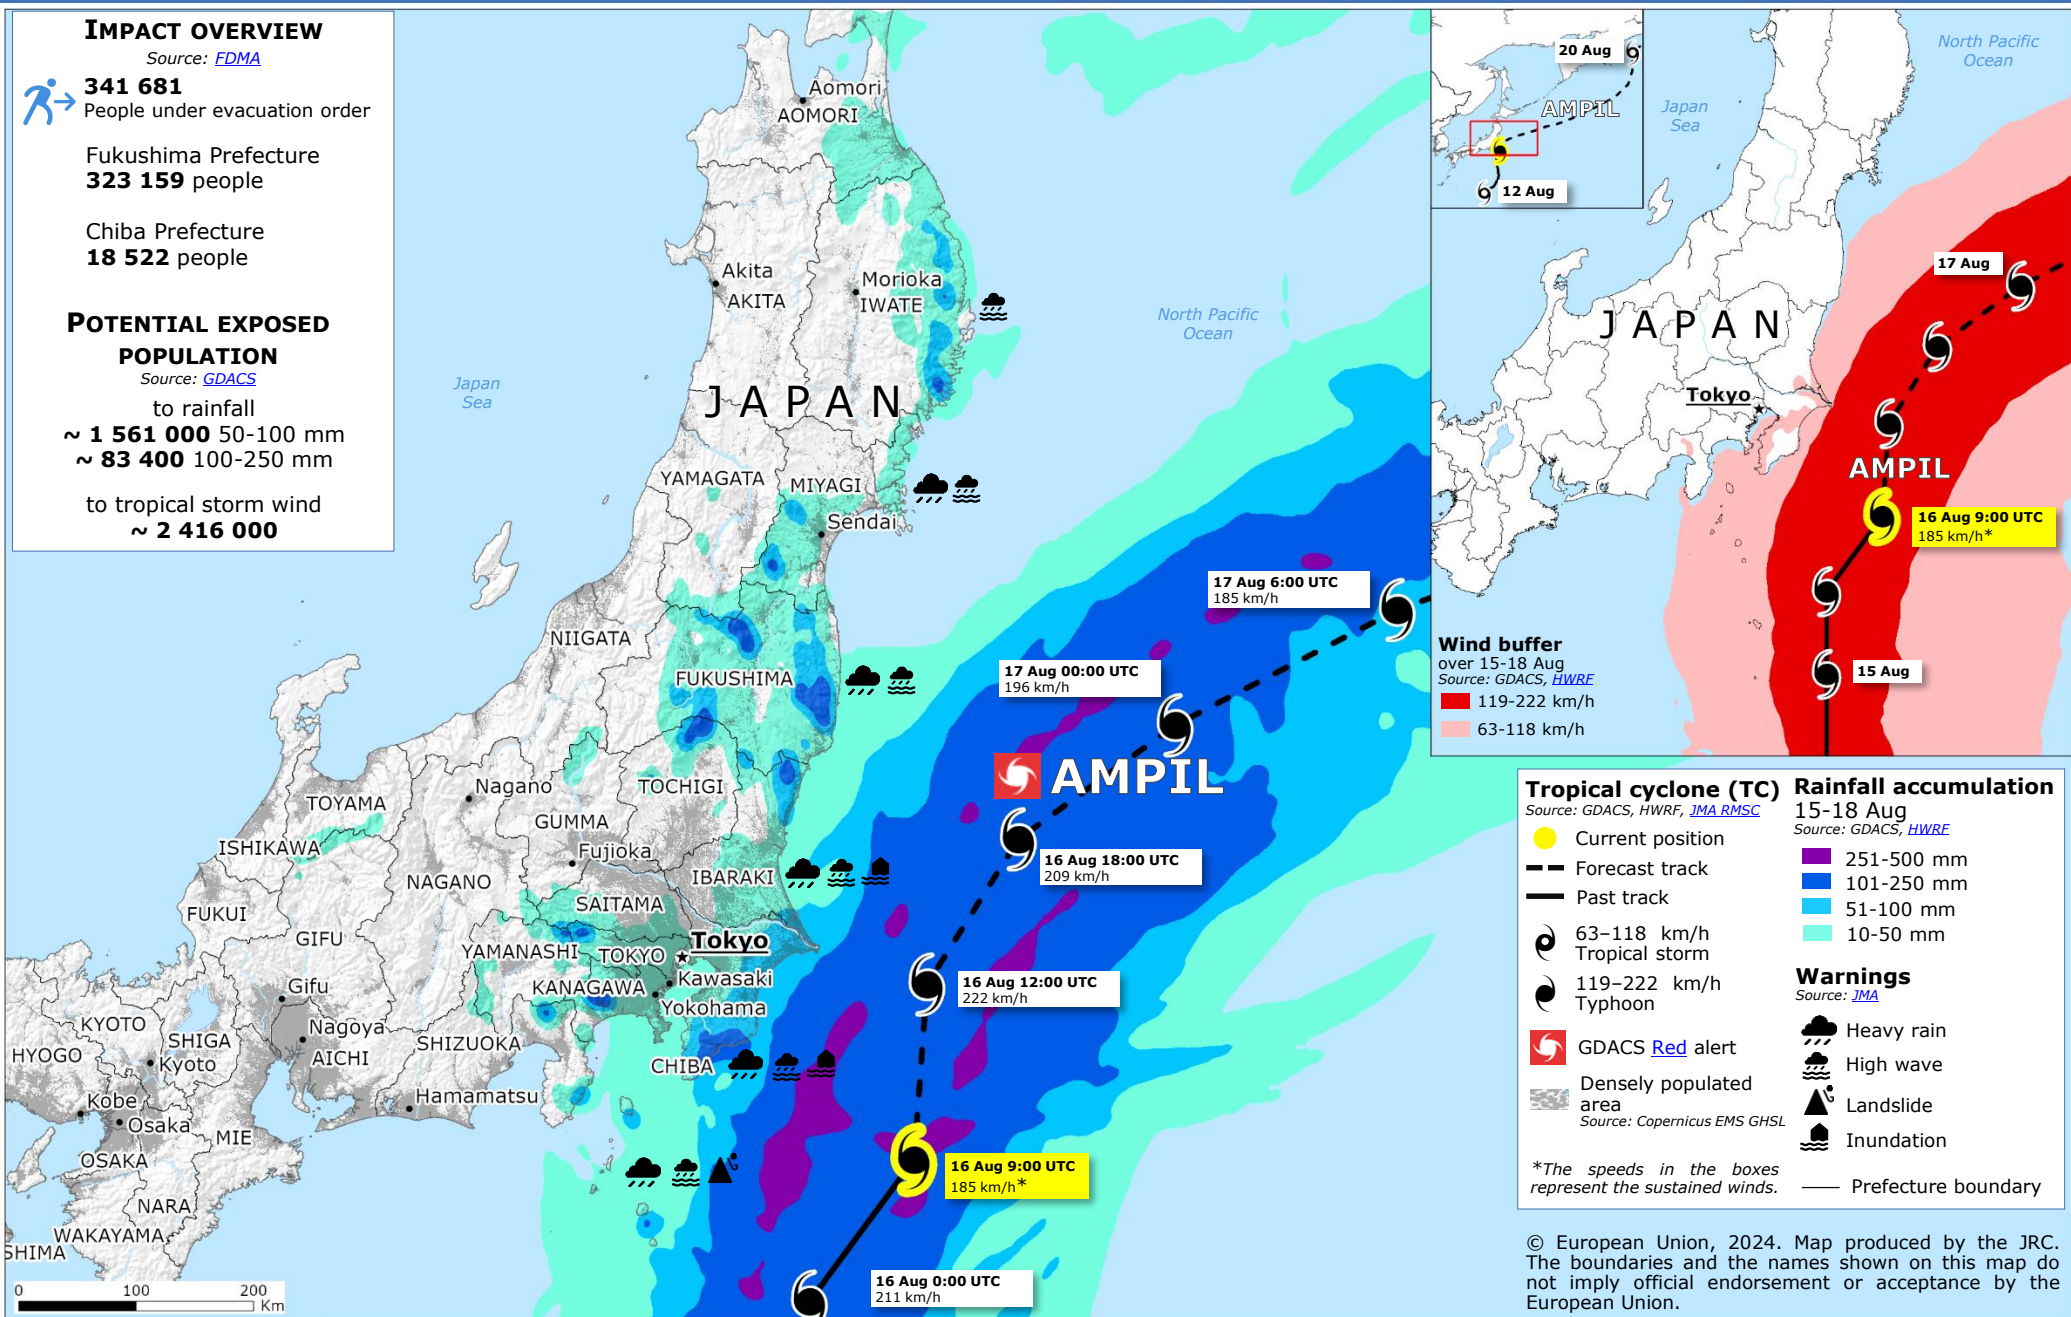 IMPACT OVERVIEW
Source: FDMA
341 681
People under evacuation order
Fukushima Prefecture
323 159 people
Chiba Prefecture
18 522 people
POTENTIAL EXPOSED
POPULATION
Source: GDACS
to rainfall
~ 1 561 000 50-100 mm
~ 83 400 100-250 mm
to tropical storm wind
~ 2 416 000
Aomori
AOMORI
Akita
AKITA
Morioka
IWATE
Japan
Sea
North Pacific
Ocean
JAPAN
YAMAGATA
MIYAGI
Sendai
NIIGATA
FUKUSHIMA
17 Aug 6:00 UTC
185 km/h
17 Aug 00:00 UTC
196 km/h
AMPIL
Nagano
TOCHIGI
TOYAMA
GUMMA
ISHIKAWA
Fujioka
16 Aug 18:00 UTC
209 km/h
IBARAKI
NAGANO
SAITAMA
FUKUI
GIFU
YAMANASHI
TOKYO
Tokyo
Kawasaki
KANAGAWA
Yokohama
16 Aug 12:00 UTC
222 km/h
Gifu
KYOTO
SHIGA
Nagoya
HYOGO
Kyoto
AICHI
SHIZUOKA
CHIBA
Kobe
Hamamatsu
Osaka
MIE
OSAKA
16 Aug 9:00 UTC
185 km/h*
NARA
WAKAYAMA
SHIMA
16 Aug 0:00 UTC
211 km/h
0 100 200
Km
20 Aug
AMPIL
12 Aug
Japan
Sea
North Pacific
Ocean
17 Aug
JAPAN
Tokyo
AMPIL
16 Aug 9:00 UTC
185 km/h*
15 Aug
Wind buffer
over 15-18 Aug
Source: GDACS, HWRF
119-222 km/h
63-118 km/h
Tropical cyclone (TC)
Source: GDACS, HWRF, JMA RMSC
Current position
Forecast track
Past track
63–118 km/h
Tropical storm
119–222 km/h
Typhoon
GDACS Red alert
Densely populated
area
Source: Copernicus EMS GHSL
*The speeds in the boxes
represent the sustained winds.
Rainfall accumulation
15-18 Aug
Source: GDACS, HWRF
251-500 mm
101-250 mm
51-100 mm
10-50 mm
Warnings
Source: JMA
Heavy rain
High wave
Landslide
Inundation
Prefecture boundary
© European Union, 2024. Map produced by the JRC.
The boundaries and the names shown on this map do
not imply official endorsement or acceptance by the
European Union.